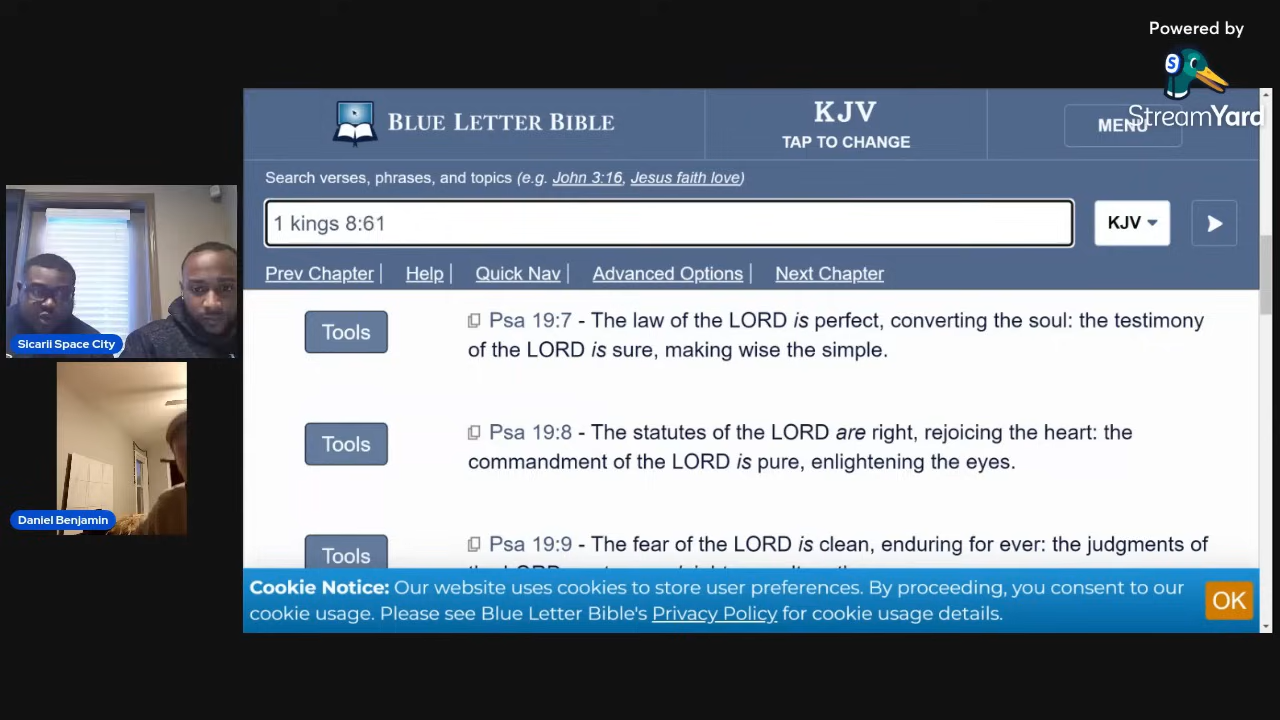 Powered by
StreamYard
BLUE LETTER BIBLE
KJV
TAP TO CHANGE
MENU
Search verses, phrases, and topics (e.g. John 3:16, Jesus faith love)
1 kings 8:61
KJV
Prev Chapter | Help | Quick Nav | Advanced Options | Next Chapter
Tools
Psa 19:7 - The law of the LORD is perfect, converting the soul: the testimony
of the LORD is sure, making wise the simple.
Tools
Psa 19:8 - The statutes of the LORD are right, rejoicing the heart: the
commandment of the LORD is pure, enlightening the eyes.
Tools
Psa 19:9 - The fear of the LORD is clean, enduring for ever: the judgments of
Cookie Notice: Our website uses cookies to store user preferences. By proceeding, you consent to our
cookie usage. Please see Blue Letter Bible's Privacy Policy for cookie usage details.
OK
Sicarii Space City
Daniel Benjamin